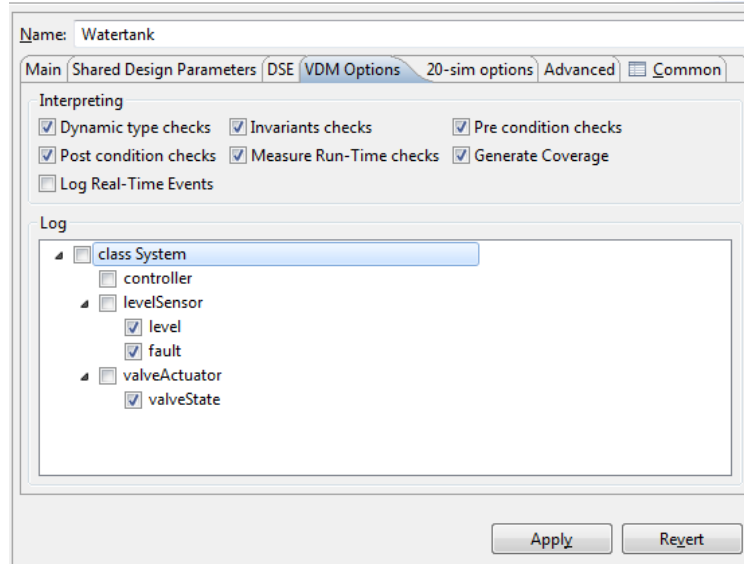 Name: Watertank
Main Shared Design Parameters DSE VDM Options 20-sim options Advanced Common
Interpreting
Dynamic type checks Invariants checks Pre condition checks
Post condition checks Measure Run-Time checks Generate Coverage
Log Real-Time Events
Log
class System
controller
levelSensor
level
fault
valveActuator
valveState
Apply Revert